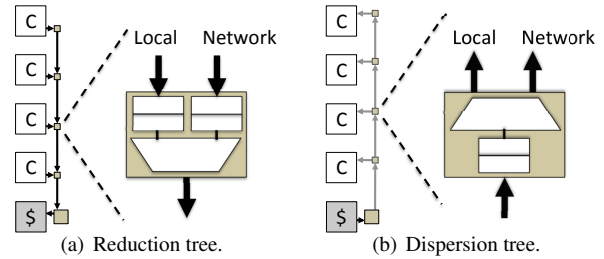 C
C
C
C
$
Local Network
(a) Reduction tree.
C
C
C
C
$
Local Network
(b) Dispersion tree.